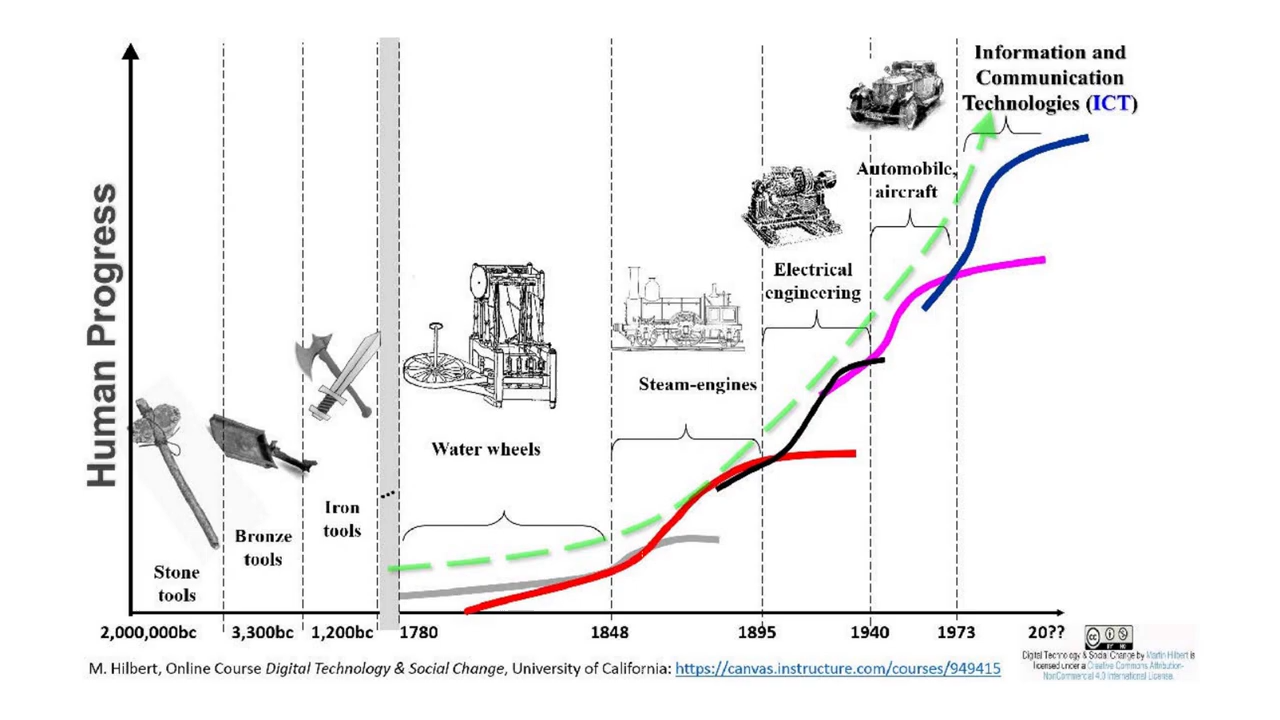 Human Progress
Stone
tools
Bronze
tools
Iron
tools
...
Water wheels
Steam-engines
Electrical
engineering
Automobile,
aircraft
Information and
Communication
Technologies (ICT)
2,000,000bc
3,300bc
1,200bc
1780
1848
1895
1940
1973
20??
M. Hilbert, Online Course Digital Technology & Social Change, University of California: https://canvas.instructure.com/courses/949415
cc
BY NC
Digital Technology & Social Change by Martin Hilbert is
licensed under a Creative Commons Attribution-
NonCommercial 4.0 International License.